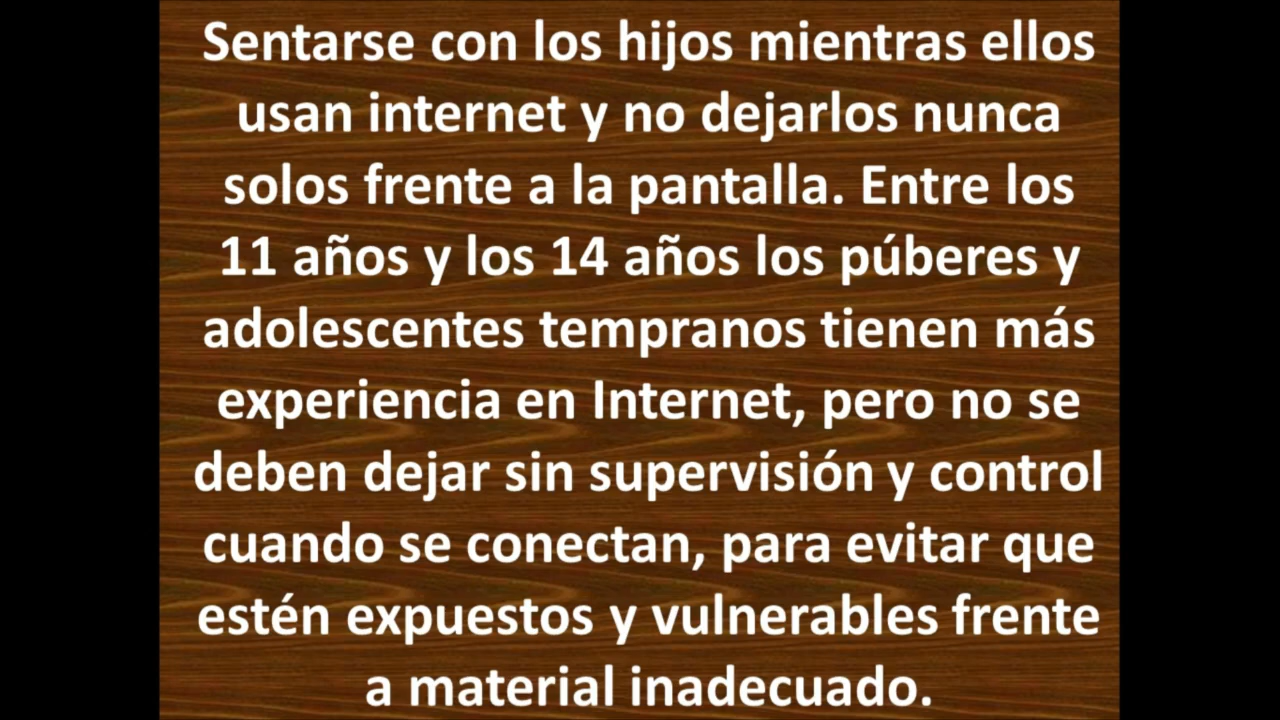 Sentarse con los hijos mientras ellos
usan internet y no dejarlos nunca
solos frente a la pantalla. Entre los
11 años y los 14 años los púberes y
adolescentes tempranos tienen más
experiencia en Internet, pero no se
deben dejar sin supervisión y control
cuando se conectan, para evitar que
estén expuestos y vulnerables frente
a material inadecuado.